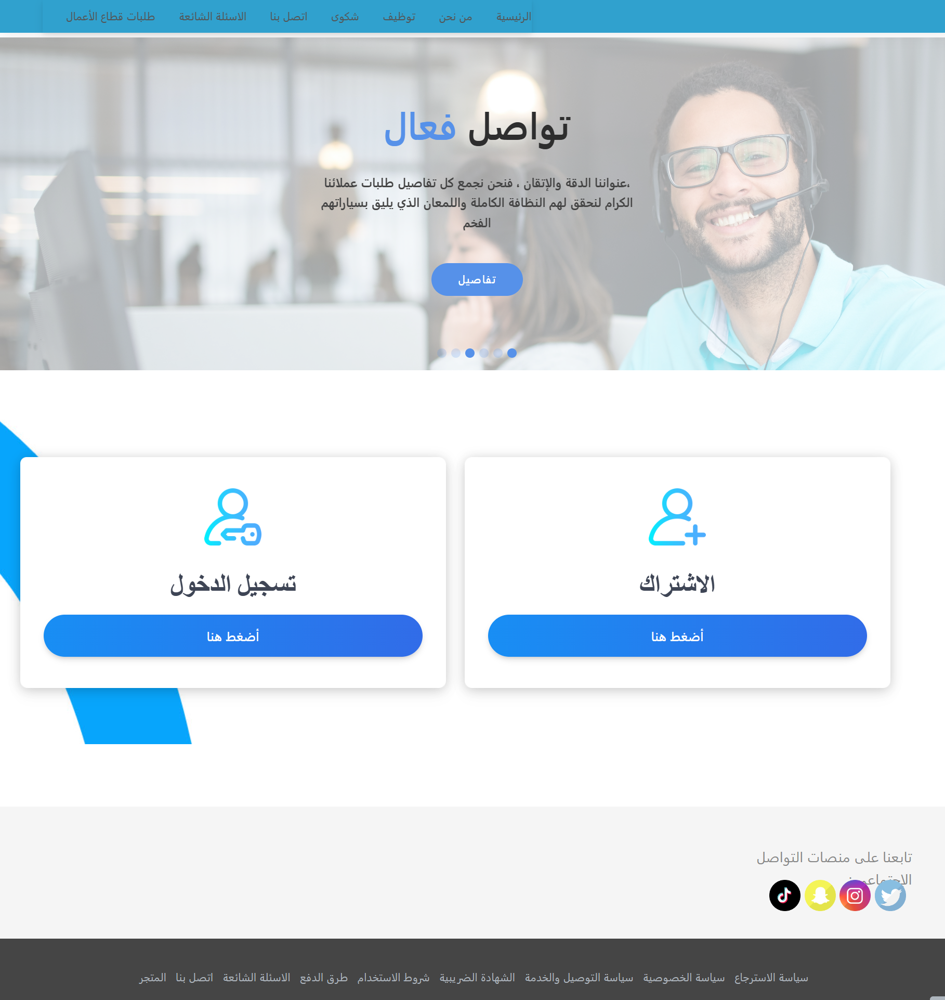 الرئيسية من نحن توظيف شكوى اتصل بنا الاسئلة الشائعة طلبات قطاع الأعمال
تواصل فعال
عنواننا الدقة والإتقان ، فنحن نجمع كل تفاصيل طلبات عملائنا،
الكرام لنحقق لهم النظافة الكاملة واللمعان الذي يليق بسياراتهم
الفخم
تفاصيل
الاشتراك
أضغط هنا
تسجيل الدخول
أضغط هنا
تابعنا على منصات التواصل
سياسة الاسترجاع سياسة الخصوصية سياسة التوصيل والخدمة الشهادة الضريبية شروط الاستخدام طرق الدفع الاسئلة الشائعة اتصل بنا المتجر